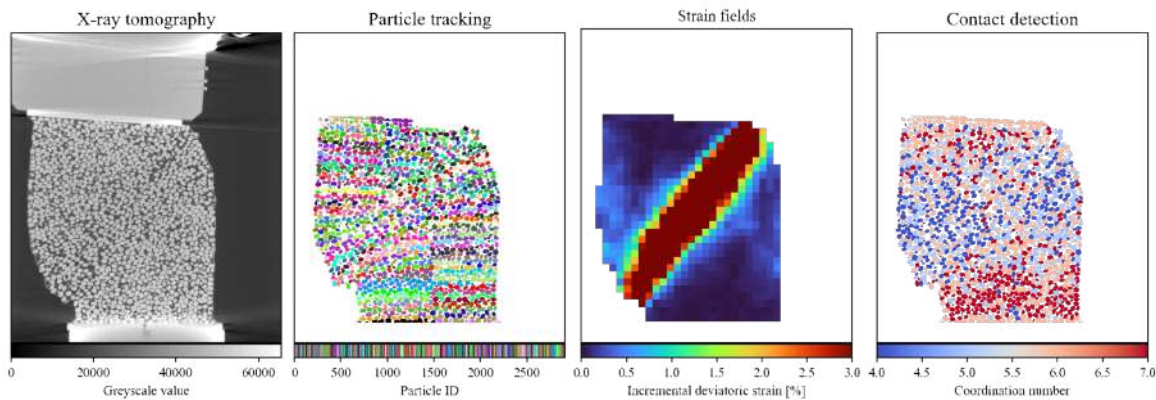 X-ray tomography
Particle tracking
Strain fields
Contact detection
0 20000 40000 60000
Greyscale value
0 500 1000 1500 2000 2500
Particle ID
0.0 0.5 1.0 1.5 2.0 2.5 3.0
Incremental deviatoric strain [%]
4.0 4.5 5.0 5.5 6.0 6.5 7.0
Coordination number